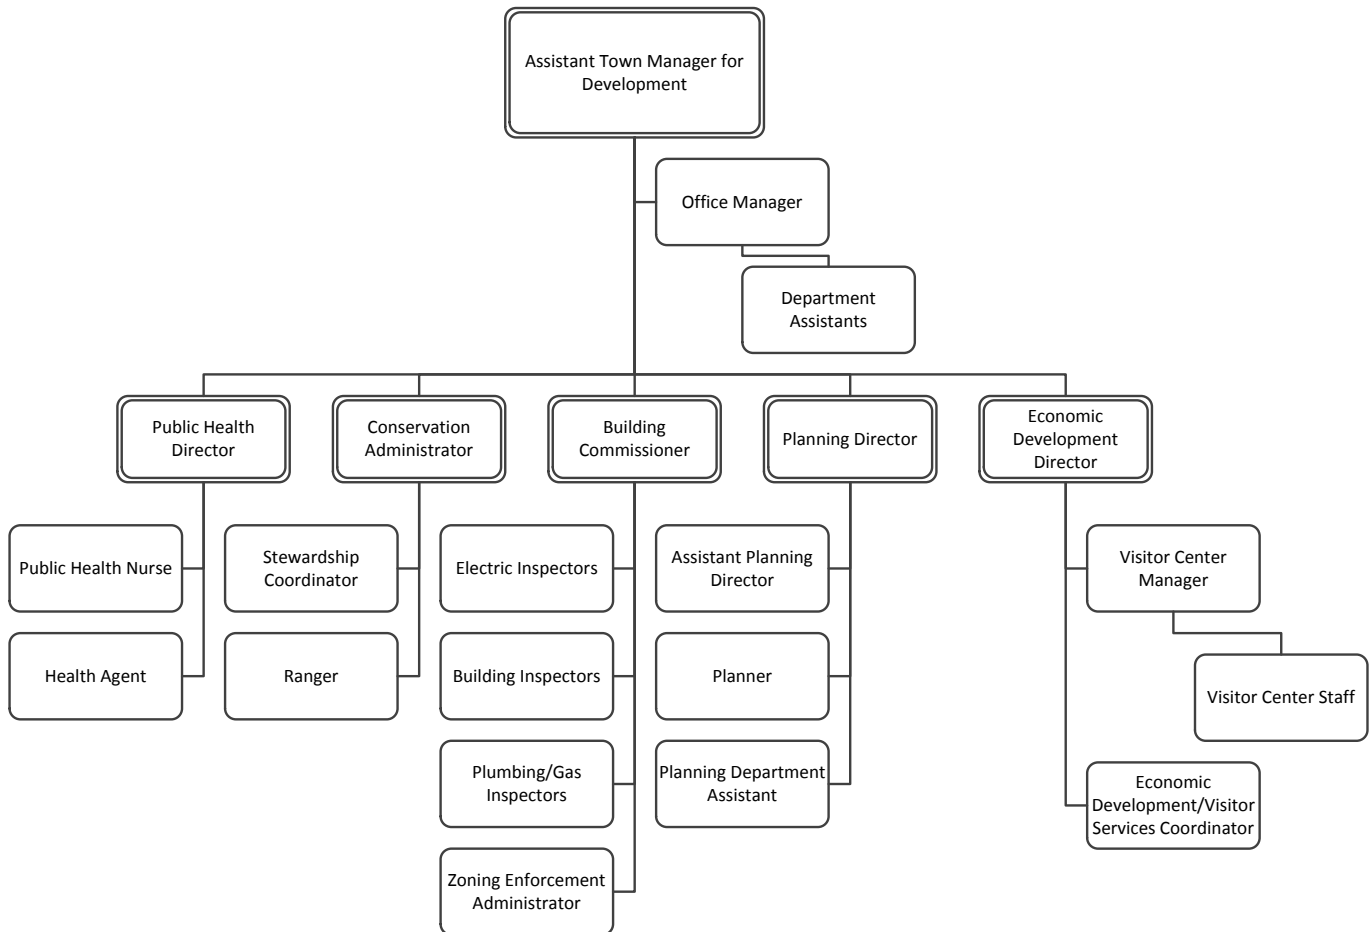 Assistant Town Manager for
Development
Office Manager
Department
Assistants
Public Health
Director
Conservation
Administrator
Building
Commissioner
Planning Director
Economic
Development
Director
Public Health Nurse
Stewardship
Coordinator
Electric Inspectors
Assistant Planning
Director
Visitor Center
Manager
Health Agent
Ranger
Building Inspectors
Planner
Visitor Center Staff
Plumbing/Gas
Inspectors
Planning Department
Assistant
Economic
Development/Visitor
Services Coordinator
Zoning Enforcement
Administrator